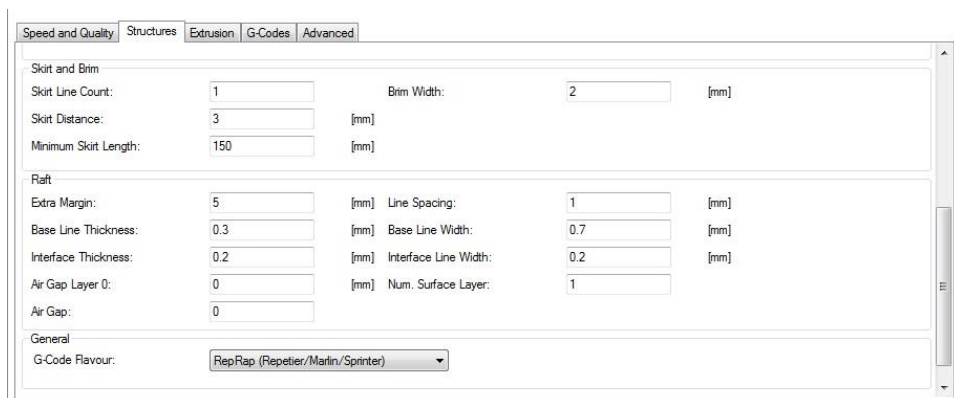 Speed and Quality Structures Extrusion G-Codes Advanced
Skirt and Brim
Skirt Line Count: 1 Brim Width: 2 [mm]
Skirt Distance: 3 [mm]
Minimum Skirt Length: 150 [mm]
Raft
Extra Margin: 5 [mm] Line Spacing: 1 [mm]
Base Line Thickness: 0.3 [mm] Base Line Width: 0.7 [mm]
Interface Thickness: 0.2 [mm] Interface Line Width: 0.2 [mm]
Air Gap Layer 0: 0 [mm] Num. Surface Layer: 1
Air Gap: 0
General
G-Code Flavour: RepRap (Repetier/Marlin/Sprinter)